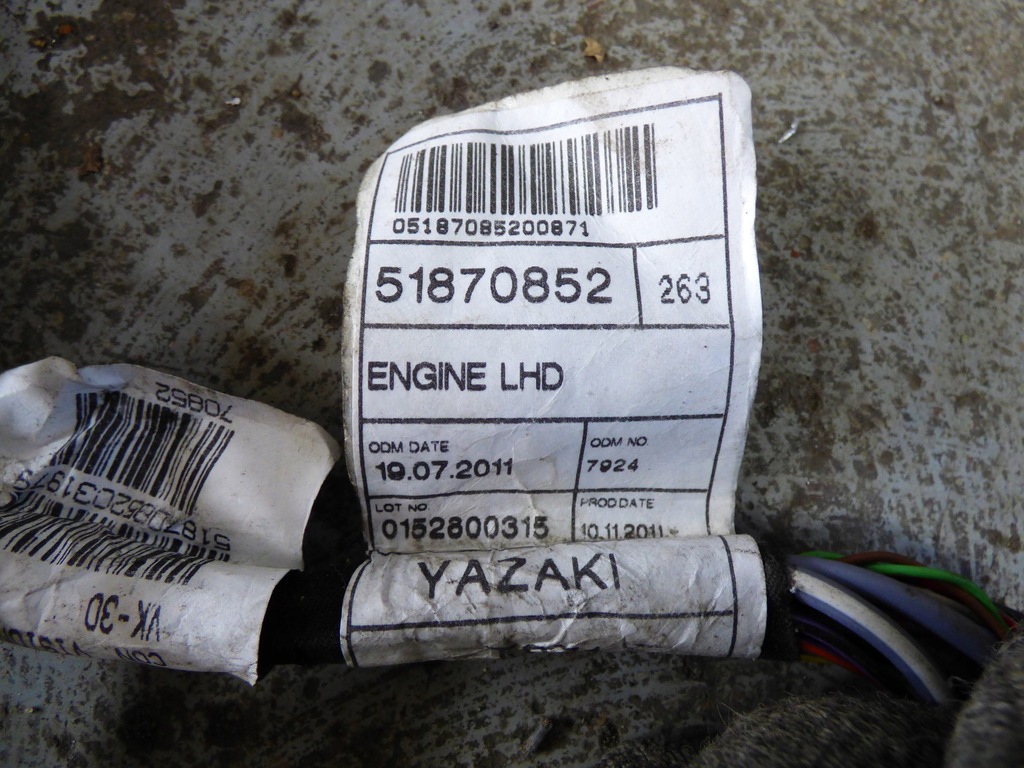 05187085200871
51870852
263
ENGINE LHD
ODM DATE
ODM NO.
19.07.2011
7924
LOT NO.
PROD DATE
0152800315
10.11.2011
YAZAKI
70852
VK-3D